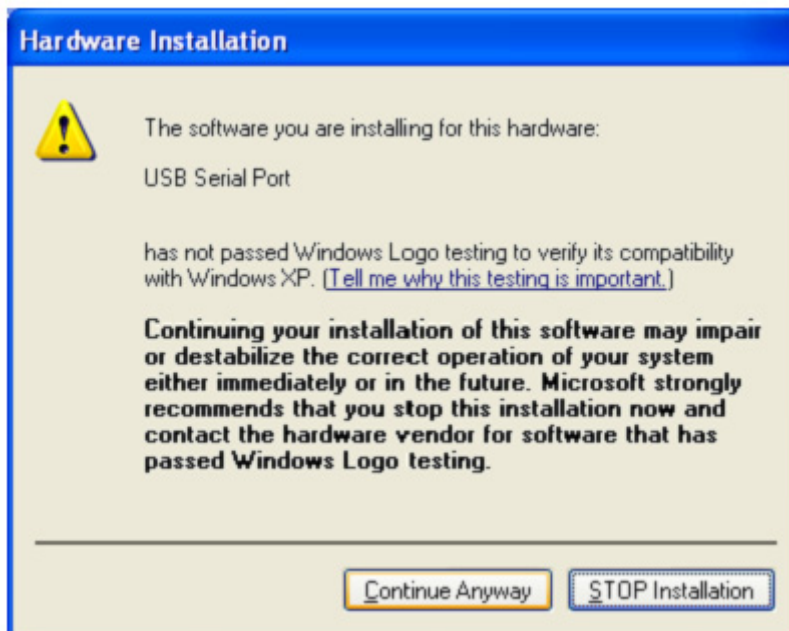 Hardware Installation
The software you are installing for this hardware:
USB Serial Port
has not passed Windows Logo testing to verify its compatibility
with Windows XP. (Tell me why this testing is important.)
Continuing your installation of this software may impair
or destabilize the correct operation of your system
either immediately or in the future. Microsoft strongly
recommends that you stop this installation now and
contact the hardware vendor for software that has
passed Windows Logo testing.
Continue Anyway
STOP Installation